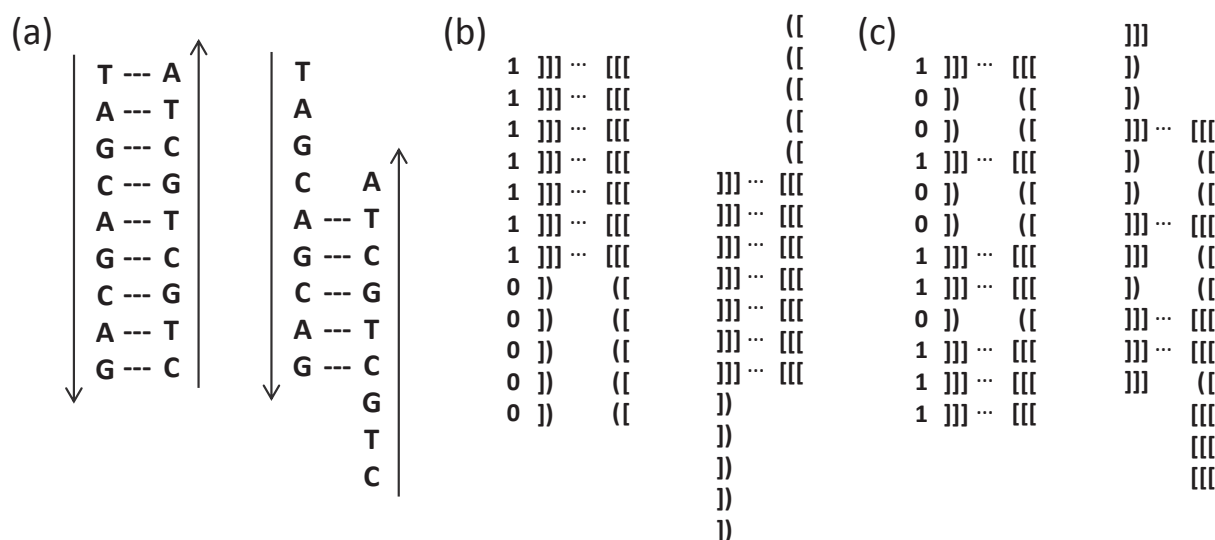 (a)
T --- A
A --- T
G --- C
C --- G
A --- T
G --- C
C --- G
A --- T
G --- C
T
A
G
C A
A --- T
G --- C
C --- G
A --- T
G --- C
G
T
C
(b)
1 ]]] ··· [[[
1 ]]] ··· [[[
1 ]]] ··· [[[
1 ]]] ··· [[[
1 ]]] ··· [[[
1 ]]] ··· [[[
1 ]]] ··· [[[
0 ]) ([
0 ]) ([
0 ]) ([
0 ]) ([
0 ]) ([
([
([
([
([
([
]]] ··· [[[
]]] ··· [[[
]]] ··· [[[
]]] ··· [[[
]]] ··· [[[
]]] ··· [[[
]]] ··· [[[
])
])
])
])
])
(c)
1 ]]] ··· [[[
0 ]) ([
0 ]) ([
1 ]]] ··· [[[
0 ]) ([
0 ]) ([
1 ]]] ··· [[[
1 ]]] ··· [[[
0 ]) ([
1 ]]] ··· [[[
1 ]]] ··· [[[
1 ]]] ··· [[[
]]]
])
])
]]] ··· [[[
]) ([
]) ([
]]] ··· [[[
]]] ([
]) ([
]]] ··· [[[
]]] ··· [[[
]]] ([
[[[
[[[
[[[